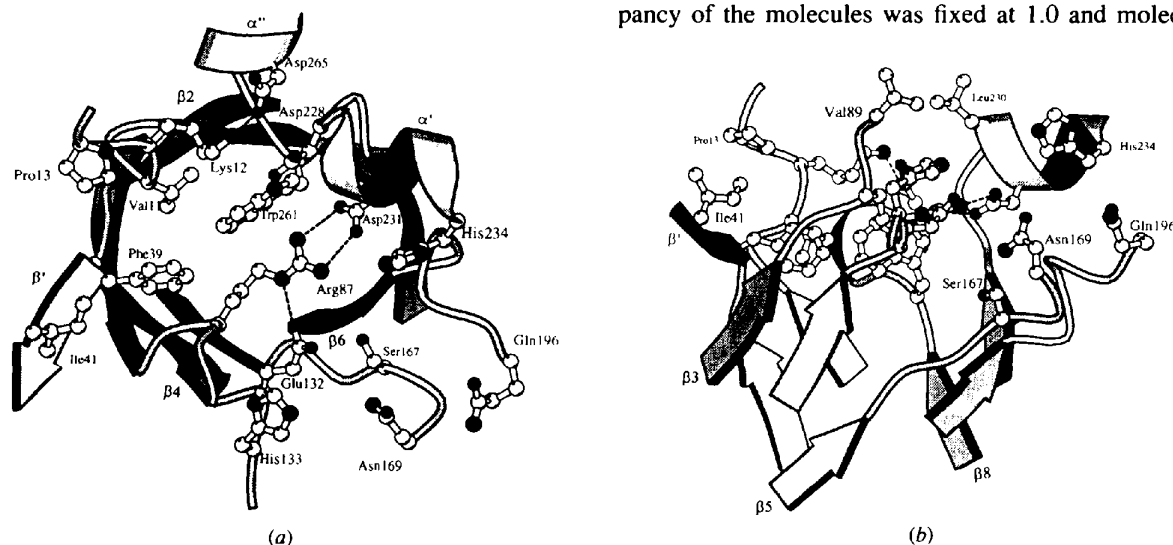 pancy of the molecules was fixed at 1.0 and
α''
Asp265
β2
Asp228
α'
Pro13
Lys12
Val11
Trp261
Asp231
His234
Phe39
β'
Arg87
Ile41
β6
Ser167
Gln196
β4
Glu132
His133
Asn169
(a)
Val89
Leu230
Pro13
His234
Ile41
β'
Asn169
Gln196
Ser167
β3
β8
β5
(b)